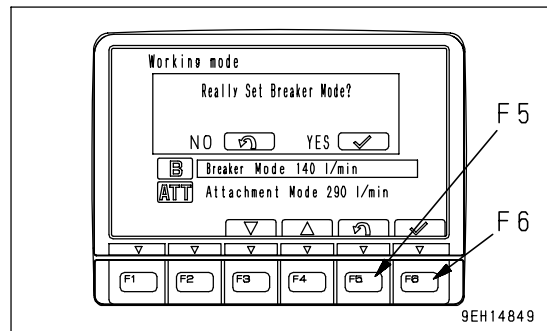 Working mode
Really Set Breaker Mode?
NO YES
B Breaker Mode 140 l/min
ATT Attachment Mode 290 l/min
F5
F6
F1 F2 F3 F4 F5 F6
9EH14849